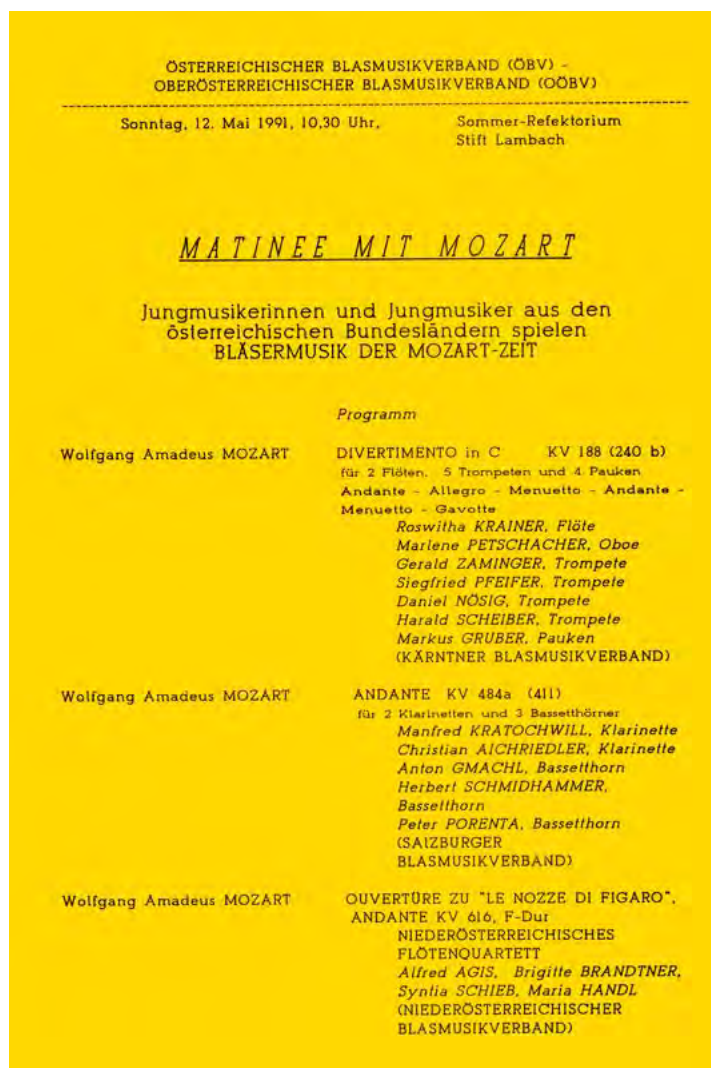 ÖSTERREICHISCHER BLASMUSIKVERBAND (ÖBV) -
OBERÖSTERREICHISCHER BLASMUSIKVERBAND (OÖBV)
Sonntag, 12. Mai 1991, 10,30 Uhr, Sommer-Refektorium
Stift Lambach
MATINEE MIT MOZART
Jungmusikerinnen und Jungmusiker aus den
österreichischen Bundesländern spielen
BLÄSERMUSIK DER MOZART-ZEIT
Programm
Wolfgang Amadeus MOZART DIVERTIMENTO in C KV 188 (240 b)
für 2 Flöten, 5 Trompeten und 4 Pauken
Andante - Allegro - Menuetto - Andante -
Menuetto - Gavotte
Roswitha KRAINER, Flöte
Marlene PETSCHACHER, Oboe
Gerald ZAMINGER, Trompete
Siegfried PFEIFER, Trompete
Daniel NÖSIG, Trompete
Harald SCHEIBER, Trompete
Markus GRUBER, Pauken
(KÄRNTNER BLASMUSIKVERBAND)
Wolfgang Amadeus MOZART ANDANTE KV 484a (411)
für 2 Klarinetten und 3 Bassetthörner
Manfred KRATOCHWILL, Klarinette
Christian AICHRIEDLER, Klarinette
Anton GMACHL, Bassetthorn
Herbert SCHMIDHAMMER,
Bassetthorn
Peter PORENTA, Bassetthorn
(SAlZBURGER
BLASMUSIKVERBAND)
Wolfgang Amadeus MOZART OUVERTÜRE ZU "LE NOZZE DI FIGARO",
ANDANTE KV 616, F-Dur
NIEDERÖSTERREICHISCHES
FLÖTENQUARTETT
Alfred AGIS, Brigitte BRANDTNER,
Syntia SCHIEB, Maria HANDL
(NIEDERÖSTERREICHISCHER
BLASMUSIKVERBAND)